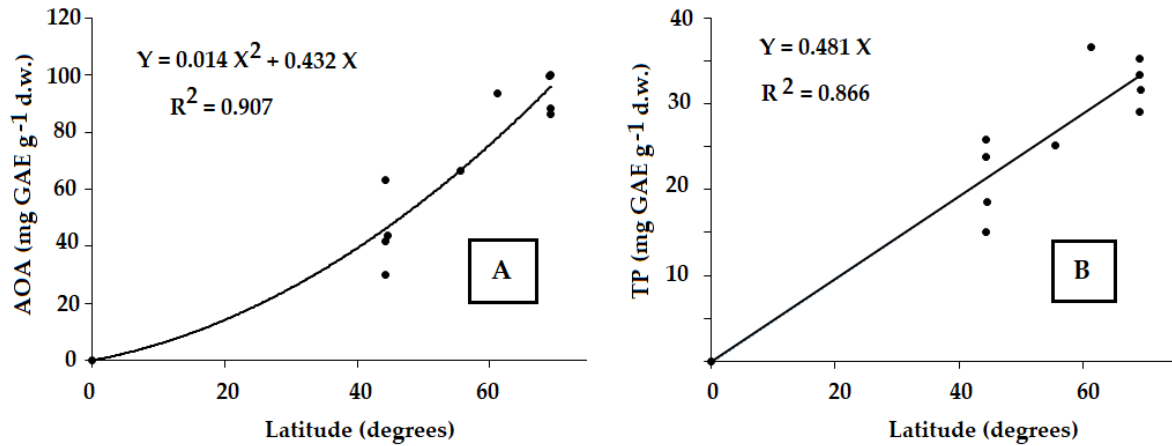 120
100
80
60
40
20
0
AOA (mg GAE g⁻¹ d.w.)
Y = 0.014 X² + 0.432 X
R² = 0.907
A
0 20 40 60
Latitude (degrees)
40
30
20
10
TP (mg GAE g⁻¹ d.w.)
Y = 0.481 X
R² = 0.866
B
0 20 40 60
Latitude (degrees)